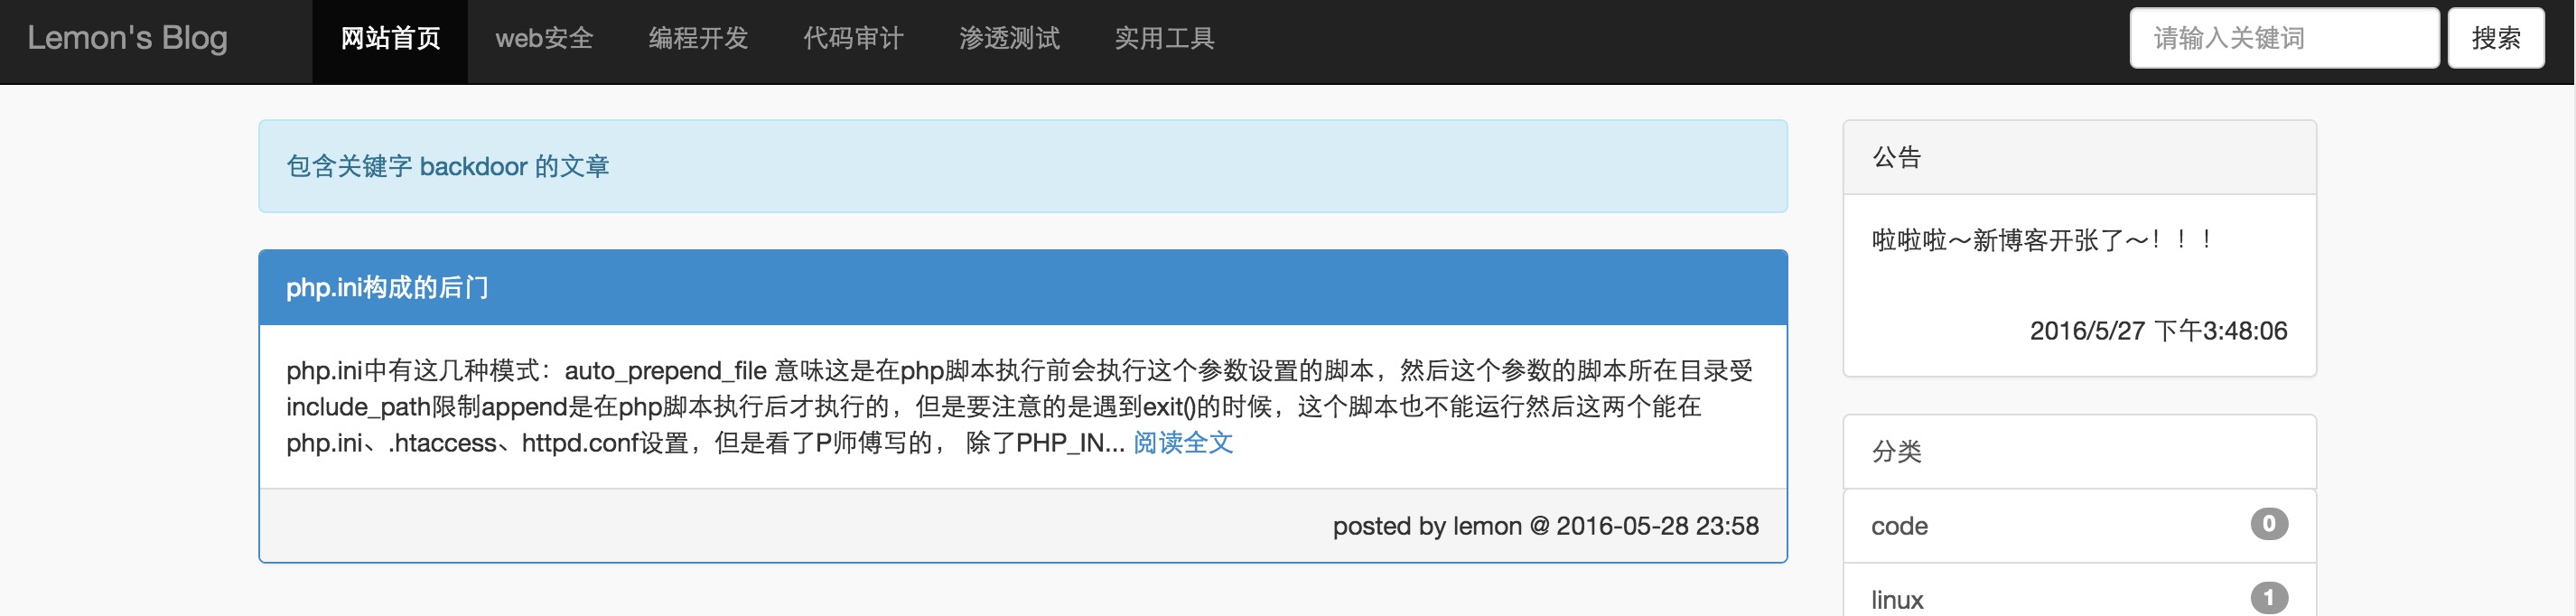 Lemon's Blog 网站首页 web安全 编程开发 代码审计 渗透测试 实用工具 请输入关键词 搜索
包含关键字 backdoor 的文章
php.ini构成的后门
php.ini中有这几种模式：auto_prepend_file 意味这是在php脚本执行前会执行这个参数设置的脚本，然后这个参数的脚本所在目录受
include_path限制append是在php脚本执行后才执行的，但是要注意的是遇到exit()的时候，这个脚本也不能运行然后这两个能在
php.ini、.htaccess、httpd.conf设置，但是看了P师傅写的， 除了PHP_IN... 阅读全文
posted by lemon @ 2016-05-28 23:58
公告
啦啦啦～新博客开张了～！！！
2016/5/27 下午3:48:06
分类
code 0
linux 1